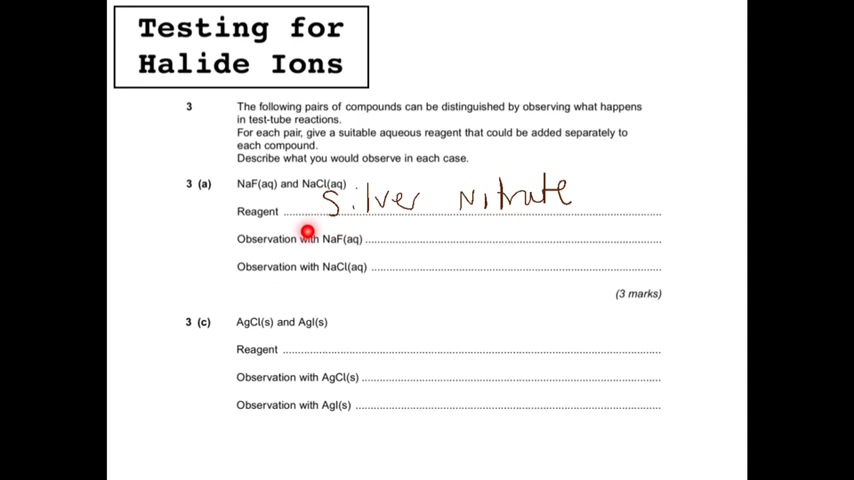 Testing for
Halide Ions
3 The following pairs of compounds can be distinguished by observing what happens
in test-tube reactions.
For each pair, give a suitable aqueous reagent that could be added separately to
each compound.
Describe what you would observe in each case.
3 (a) NaF(aq) and NaCl(aq)
Reagent ........ Silver Nitrate
Observation with NaF(aq) ........
Observation with NaCl(aq) ........
(3 marks)
3 (c) AgCl(s) and AgI(s)
Reagent ........
Observation with AgCl(s) ........
Observation with AgI(s) ........